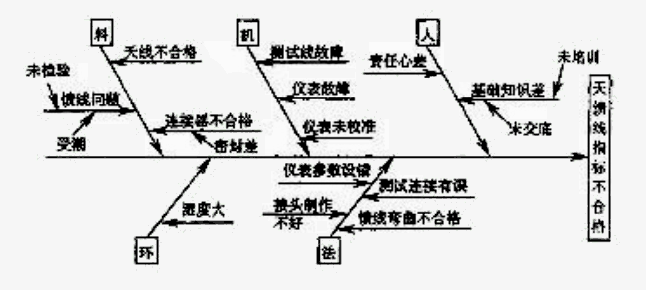 料
机
人
天线不合格
测试线故障
责任心差
未培训
未检验
馈线问题
仪表故障
基础知识差
受潮
连接器不合格
密封差
仪表未校准
未交底
天馈线指标不合格
仪表参数设错
测试连接有误
湿度大
接头制作
不好
馈线弯曲不合格
环
法